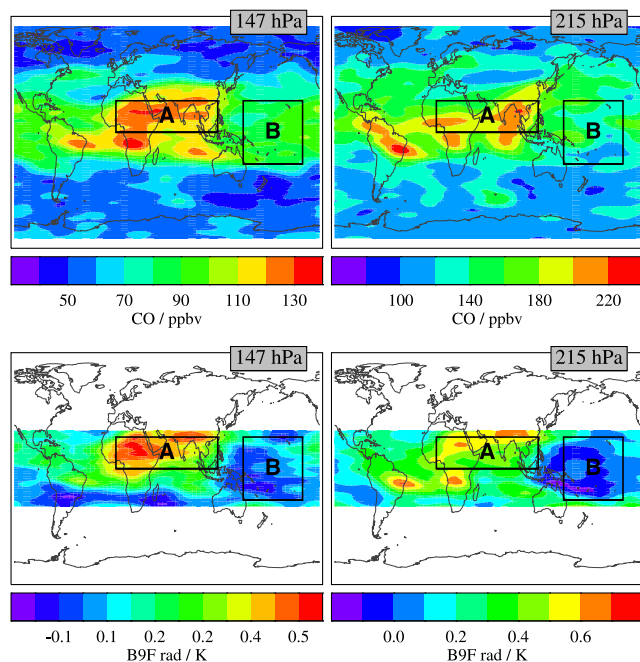 147 hPa
215 hPa
A
B
A
B
50 70 90 110 130
100 140 180 220
CO / ppbv
CO / ppbv
147 hPa
215 hPa
A
B
A
B
-0.1 0.1 0.2 0.2 0.4 0.5
0.0 0.2 0.4 0.6
B9F rad / K
B9F rad / K